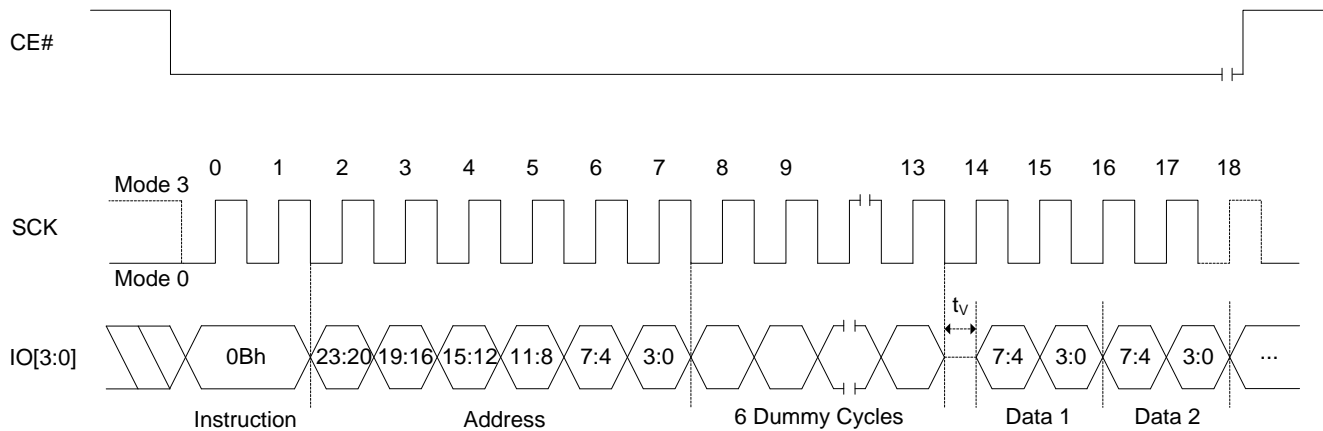 CE#
0 1 2 3 4 5 6 7 8 9 13 14 15 16 17 18
Mode 3
SCK
Mode 0
tV
IO[3:0] 0Bh 23:20 19:16 15:12 11:8 7:4 3:0 7:4 3:0 7:4 3:0 ...
Instruction Address 6 Dummy Cycles Data 1 Data 2